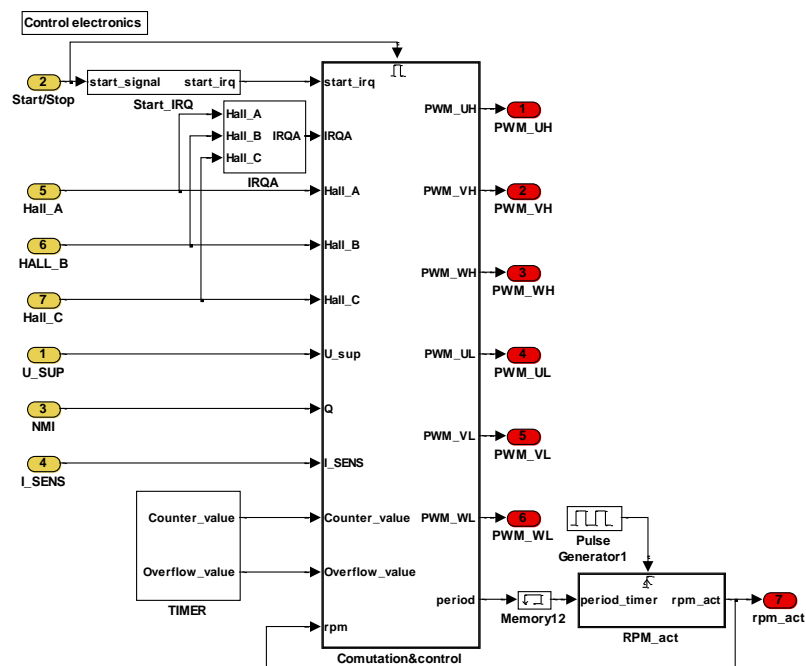 Control electronics
2
Start/Stop
start_signal
start_irq
Start_IRQ
start_irq
Hall_A
Hall_B
Hall_C
IRQA
IRQA
IRQA
5
Hall_A
Hall_A
6
HALL_B
Hall_B
7
Hall_C
Hall_C
1
U_SUP
U_sup
3
NMI
Q
4
I_SENS
I_SENS
Counter_value
Overflow_value
TIMER
Counter_value
Overflow_value
rpm
Comutation&control
PWM_UH
1
PWM_UH
PWM_VH
2
PWM_VH
PWM_WH
3
PWM_WH
PWM_UL
4
PWM_UL
PWM_VL
5
PWM_VL
PWM_WL
6
PWM_WL
period
Memory12
Pulse
Generator1
period_timer
rpm_act
RPM_act
7
rpm_act